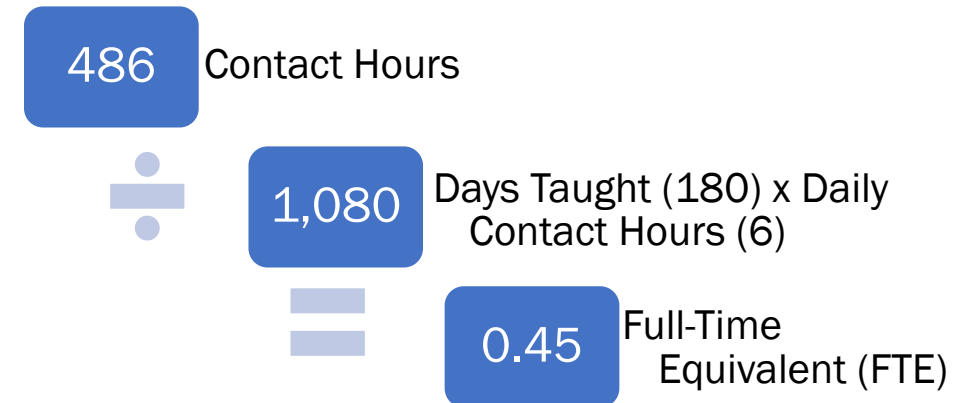 486 Contact Hours
÷
1,080 Days Taught (180) x Daily
Contact Hours (6)
=
0.45 Full-Time
Equivalent (FTE)